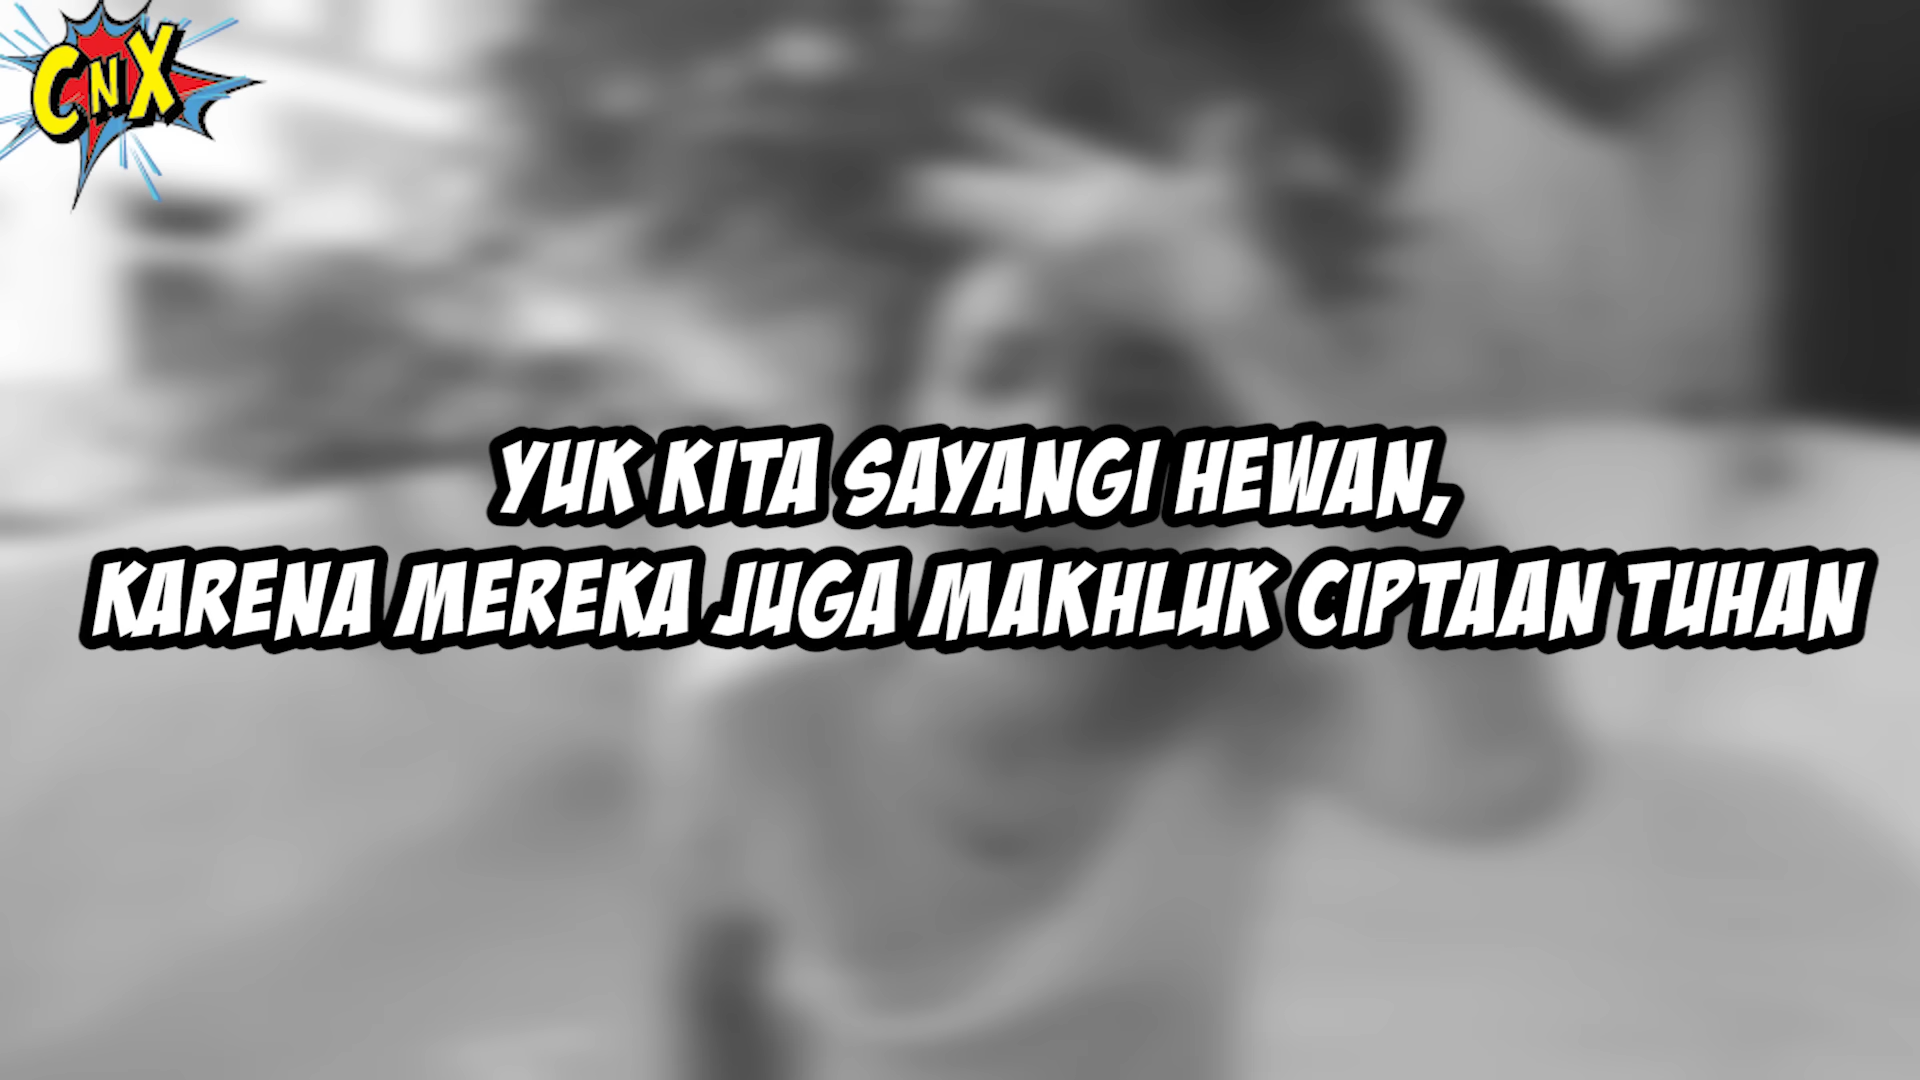 CNX
YUK KITA SAYANGI HEWAN,
KARENA MEREKA JUGA MAKHLUK CIPTAAN TUHAN